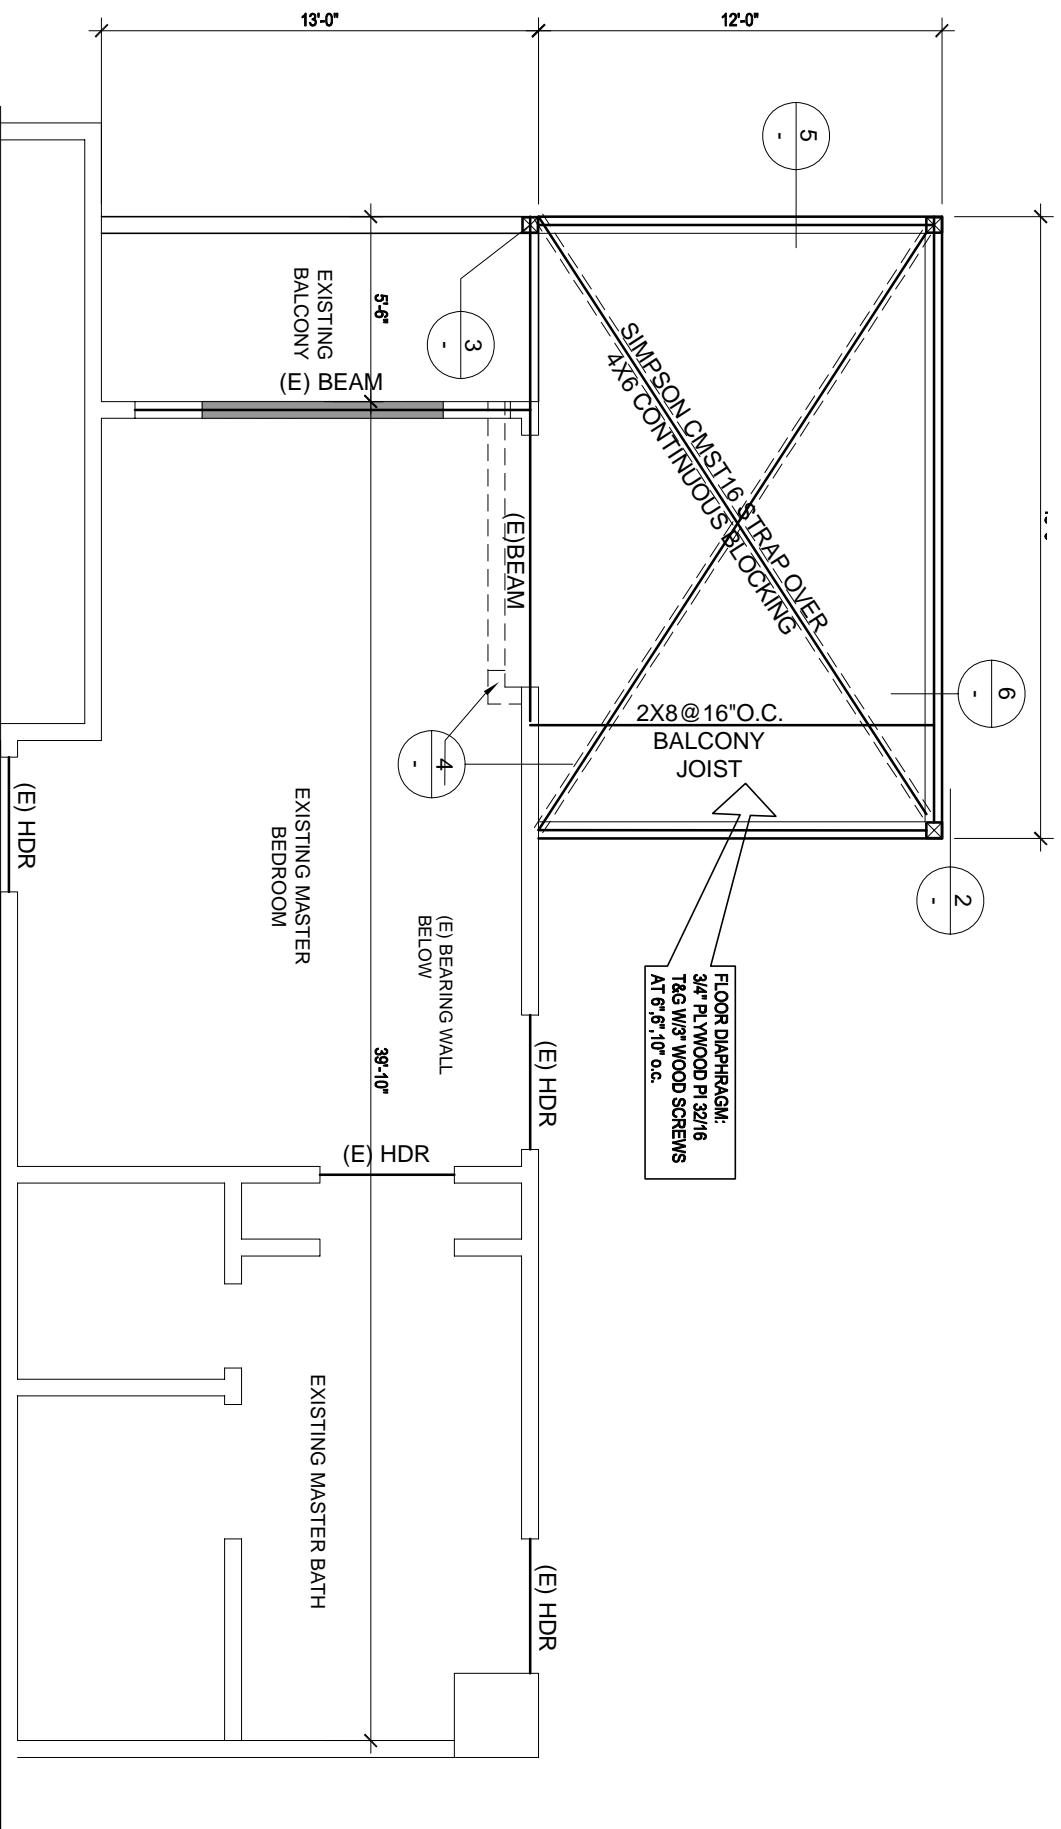 13'-0"
12'-0"
5
-
EXISTING
BALCONY
5'-6"
3
-
(E) BEAM
SIMPSON CMST16 STRAP OVER
4X6 CONTINUOUS BLOCKING
(E)BEAM
6
-
2X8@16"O.C.
BALCONY
JOIST
4
-
(E) HDR
EXISTING MASTER
BEDROOM
2
-
(E) BEARING WALL
BELOW
FLOOR DIAPHRAGM:
3/4" PLYWOOD PI 32/16
T&G W/3" WOOD SCREWS
AT 6",6",10" o.c.
39'-10"
(E) HDR
(E) HDR
EXISTING MASTER BATH
(E) HDR